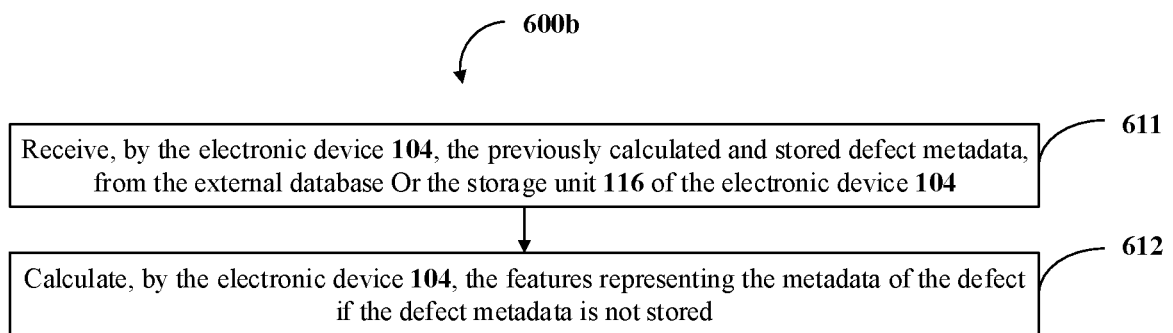 600b
611
Receive, by the electronic device 104, the previously calculated and stored defect metadata,
from the external database Or the storage unit 116 of the electronic device 104
612
Calculate, by the electronic device 104, the features representing the metadata of the defect
if the defect metadata is not stored